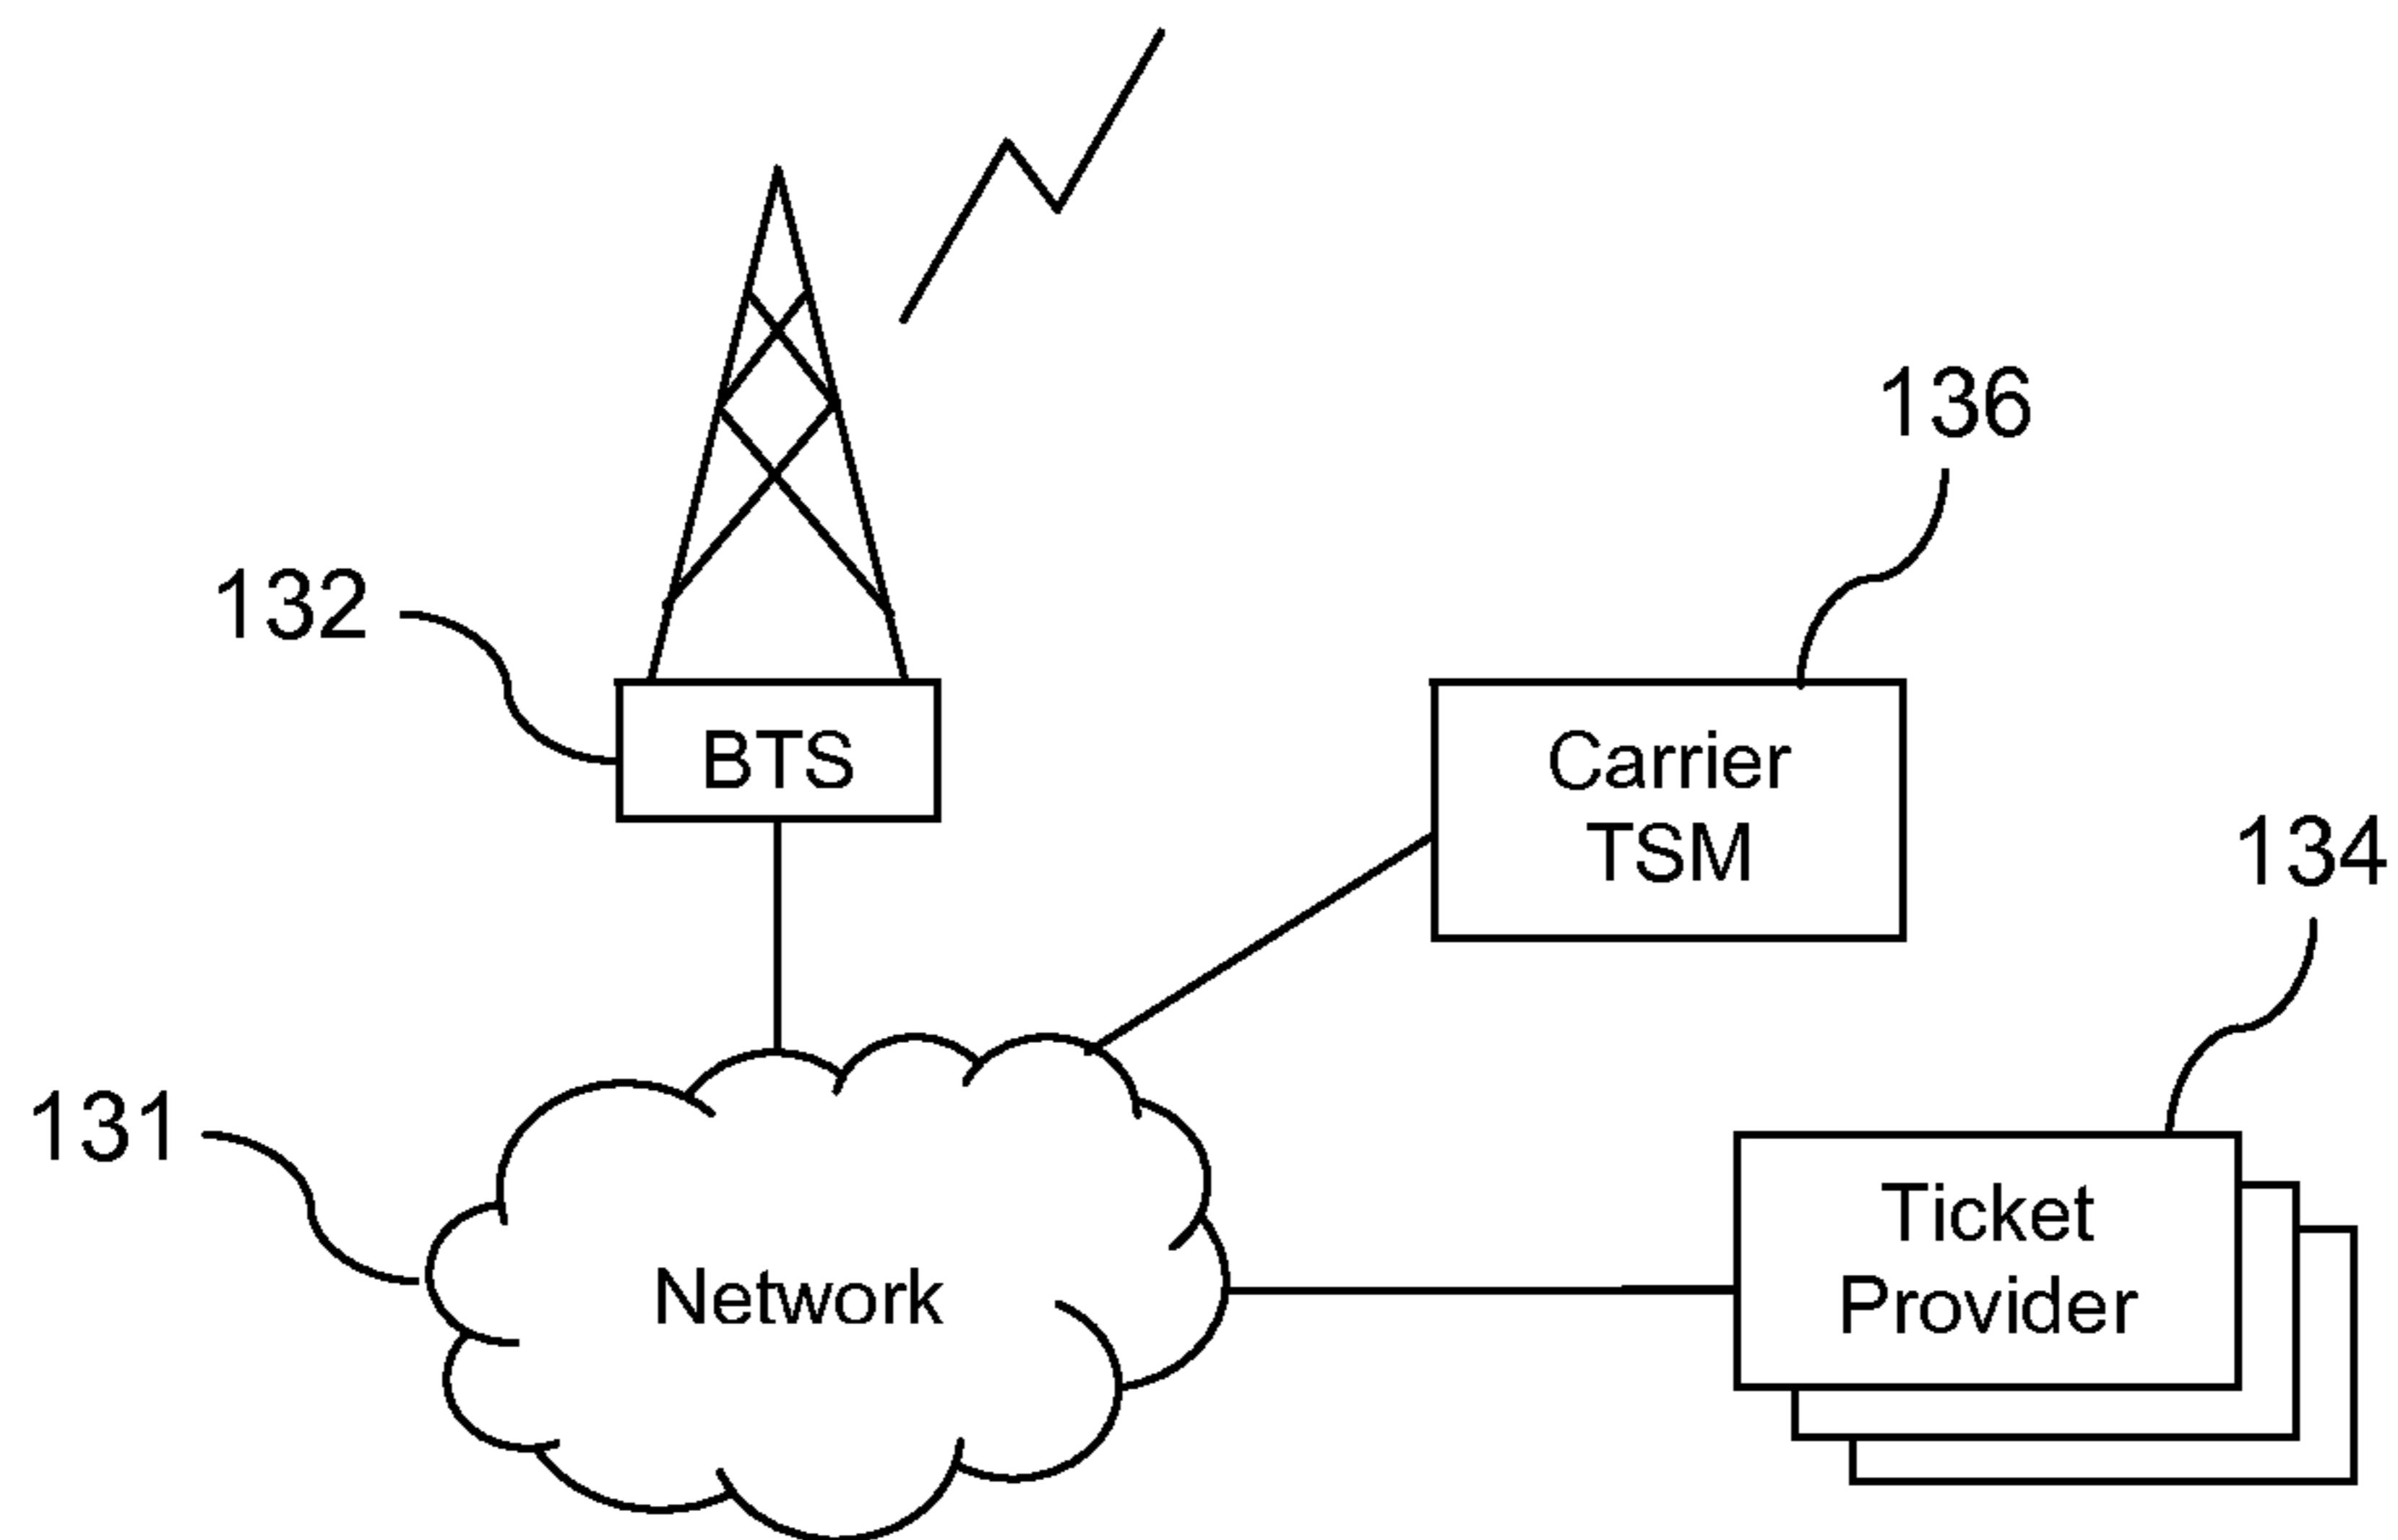 136
132
BTS
Carrier
TSM
134
131
Ticket
Provider
Network